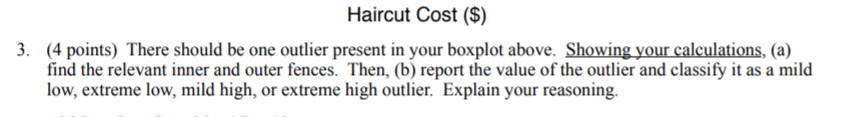 Haircut Cost ($)
3. (4 points) There should be one outlier present in your boxplot above. Showing your calculations, (a)
find the relevant inner and outer fences. Then, (b) report the value of the outlier and classify it as a mild
low, extreme low, mild high, or extreme high outlier. Explain your reasoning.